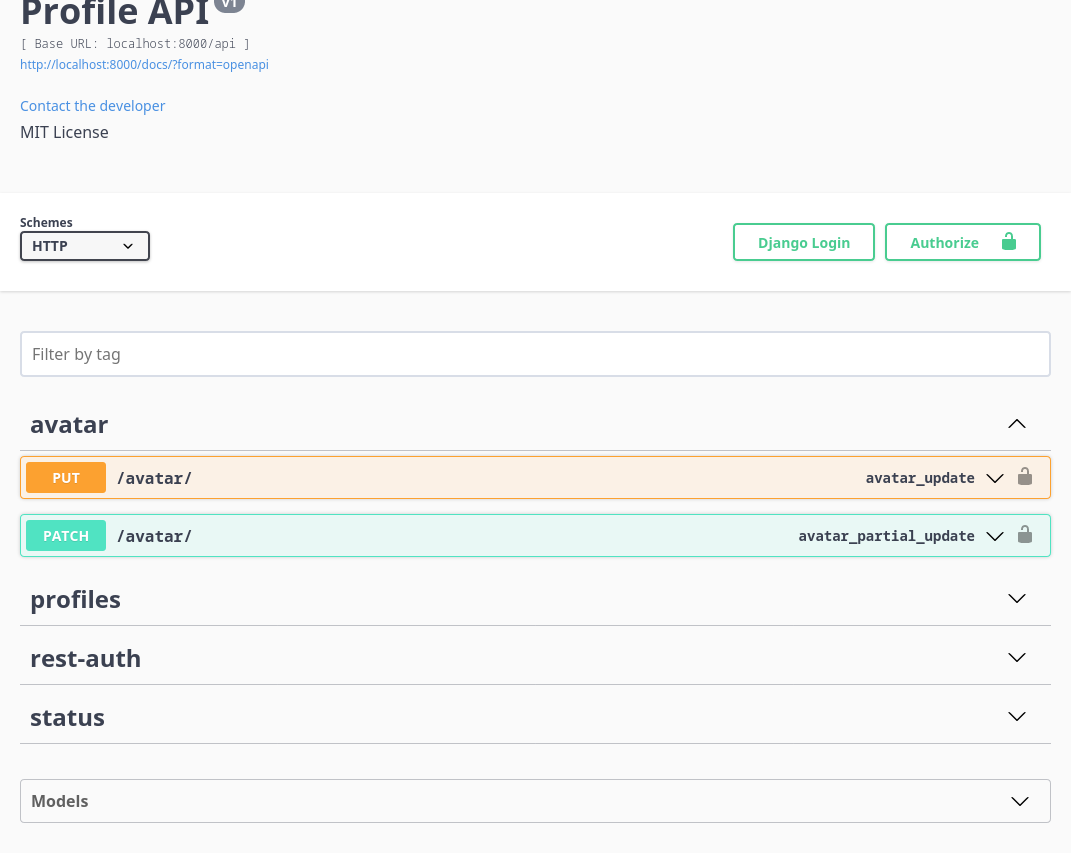 Profile API v1
[ Base URL: localhost:8000/api ]
http://localhost:8000/docs/?format=openapi
Contact the developer
MIT License
Schemes
HTTP
Django Login
Authorize
Filter by tag
avatar
PUT /avatar/ avatar_update
PATCH /avatar/ avatar_partial_update
profiles
rest-auth
status
Models